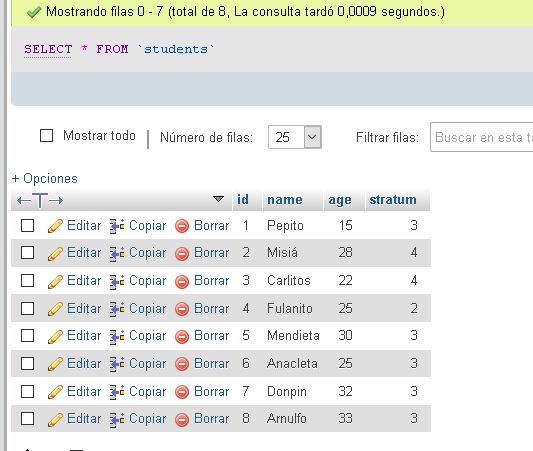 Mostrando filas 0 - 7 (total de 8, La consulta tardó 0,0009 segundos.)
SELECT * FROM `students`
Mostrar todo | Número de filas: 25 Filtrar filas: Buscar en esta ta
+ Opciones
←T→ id name age stratum
Editar Copiar Borrar 1 Pepito 15 3
Editar Copiar Borrar 2 Misiá 28 4
Editar Copiar Borrar 3 Carlitos 22 4
Editar Copiar Borrar 4 Fulanito 25 2
Editar Copiar Borrar 5 Mendieta 30 3
Editar Copiar Borrar 6 Anacleta 25 3
Editar Copiar Borrar 7 Donpin 32 3
Editar Copiar Borrar 8 Arnulfo 33 3